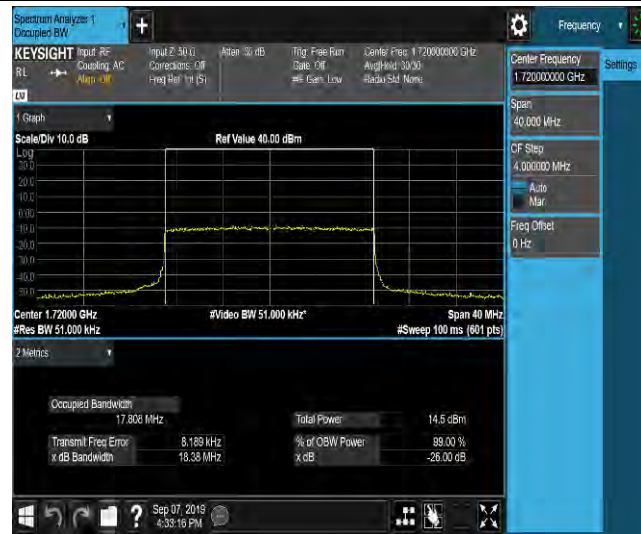 Spectrum Analyzer 1
Occupied BW
Frequency
KEYSIGHT
RL
Input: RF
Coupling: AC
Align: Off
Input Z: 50 Ω
Corrections: Off
Freq Ref: Int (S)
Trig: Free Run
Gate: Off
#IF Gain: Low
Center Freq: 1.720000000 GHz
Avg|Hold: 30/30
Radio Std: None
Center Frequency
1.720000000 GHz
Settings
Span
40.000 MHz
CF Step
4.000000 MHz
Auto
Man
Freq Offset
0 Hz
1 Graph
Scale/Div 10.0 dB
Ref Value 40.00 dBm
Log
30.0
20.0
10.0
0.00
-10.0
-20.0
-30.0
-40.0
-50.0
Center 1.72000 GHz
#Video BW 51.000 kHz*
Span 40 MHz
#Res BW 51.000 kHz
#Sweep 100 ms (601 pts)
2 Metrics
Occupied Bandwidth
17.808 MHz
Total Power
14.5 dBm
Transmit Freq Error
8.189 kHz
% of OBW Power
99.00 %
x dB Bandwidth
18.38 MHz
x dB
-26.00 dB
?
Sep 07, 2019
4:33:16 PM